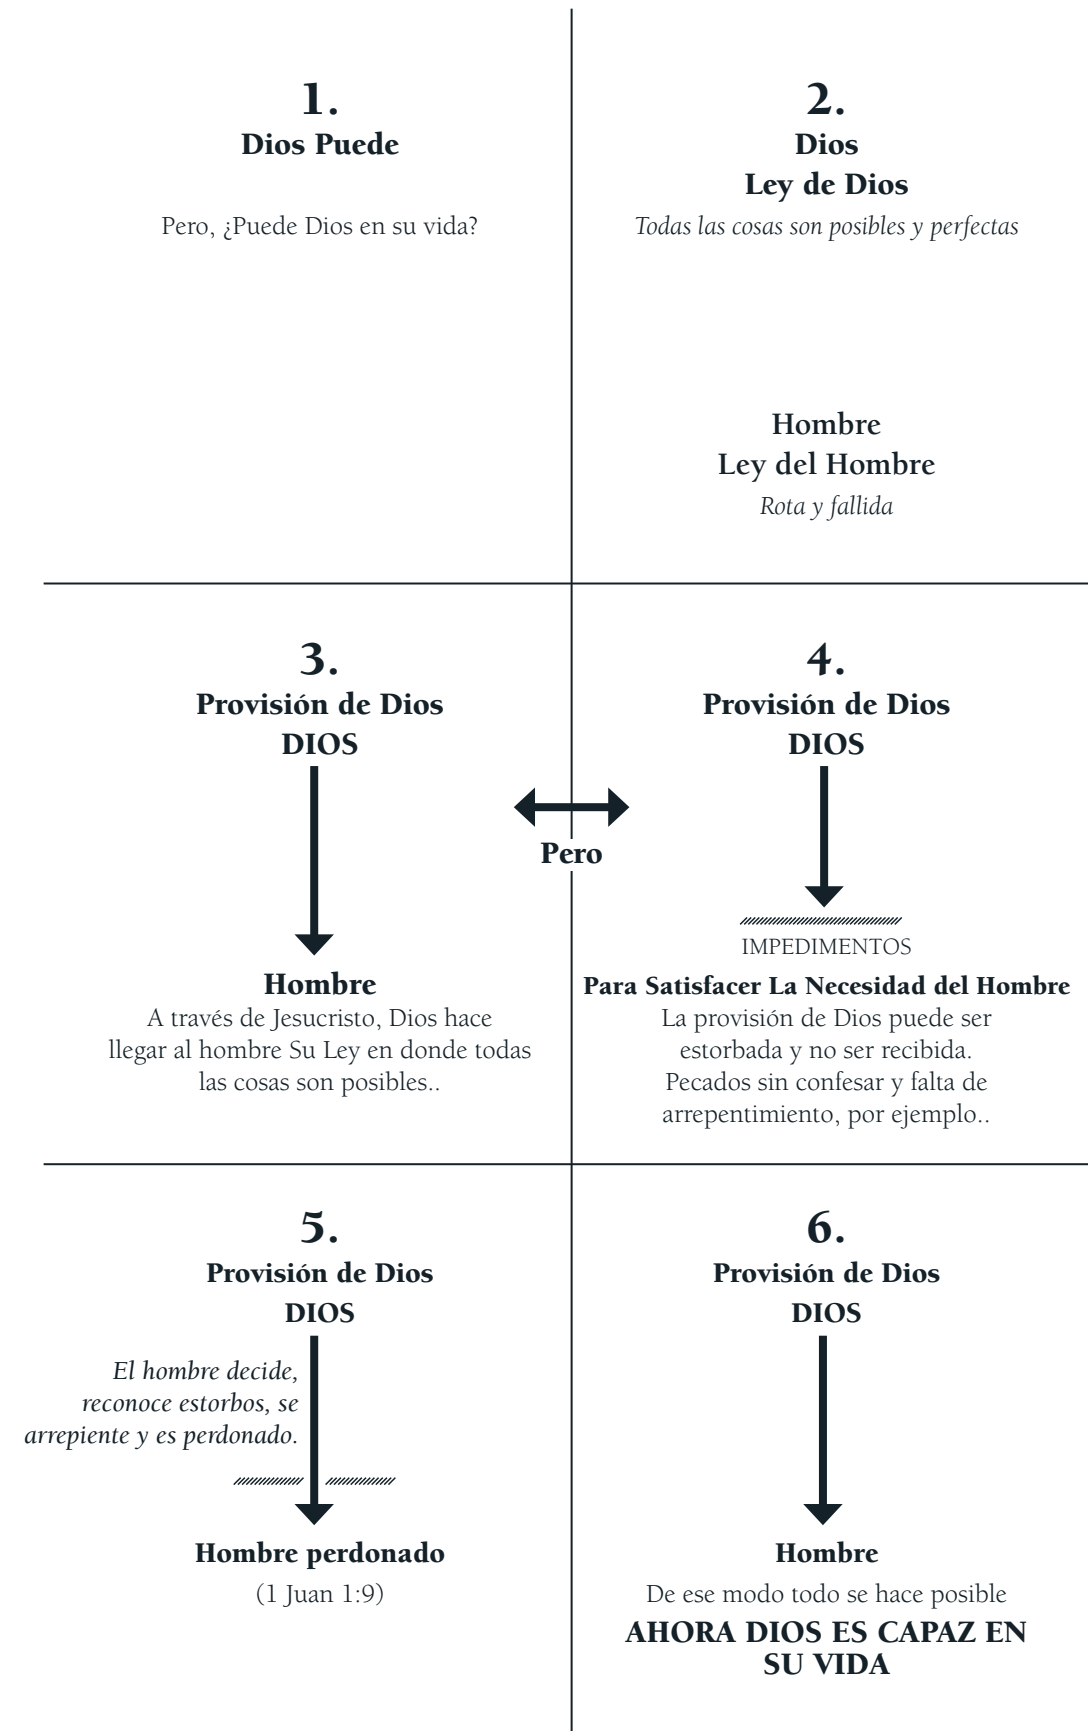 1.
Dios Puede
Pero, ¿Puede Dios en su vida?
2.
Dios
Ley de Dios
Todas las cosas son posibles y perfectas
Hombre
Ley del Hombre
Rota y fallida
3.
Provisión de Dios
DIOS
Hombre
A través de Jesucristo, Dios hace
llegar al hombre Su Ley en donde todas
las cosas son posibles..
Pero
4.
Provisión de Dios
DIOS
IMPEDIMENTOS
Para Satisfacer La Necesidad del Hombre
La provisión de Dios puede ser
estorbada y no ser recibida.
Pecados sin confesar y falta de
arrepentimiento, por ejemplo..
5.
Provisión de Dios
DIOS
El hombre decide,
reconoce estorbos, se
arrepiente y es perdonado.
Hombre perdonado
(1 Juan 1:9)
6.
Provisión de Dios
DIOS
Hombre
De ese modo todo se hace posible
AHORA DIOS ES CAPAZ EN
SU VIDA